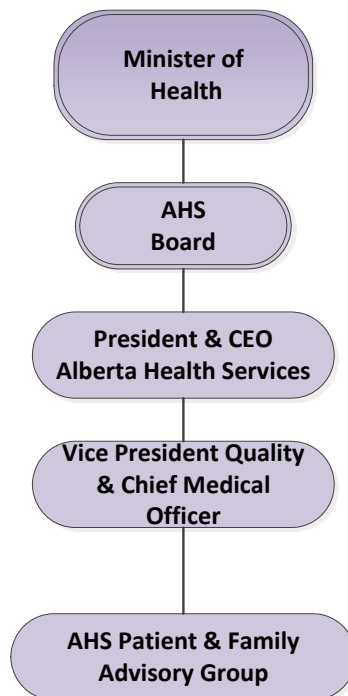 Minister of
Health
AHS
Board
President & CEO
Alberta Health Services
Vice President Quality
& Chief Medical
Officer
AHS Patient & Family
Advisory Group